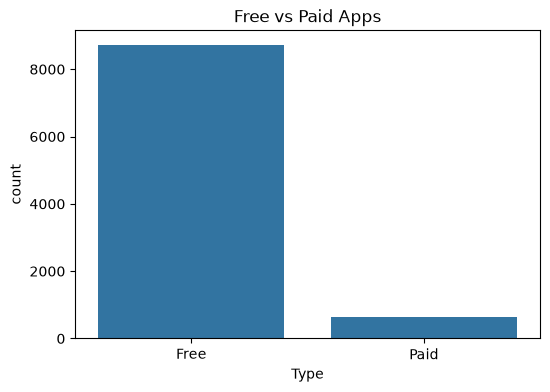 Free vs Paid Apps
8000
6000
4000
2000
0
count
Free Paid
Type